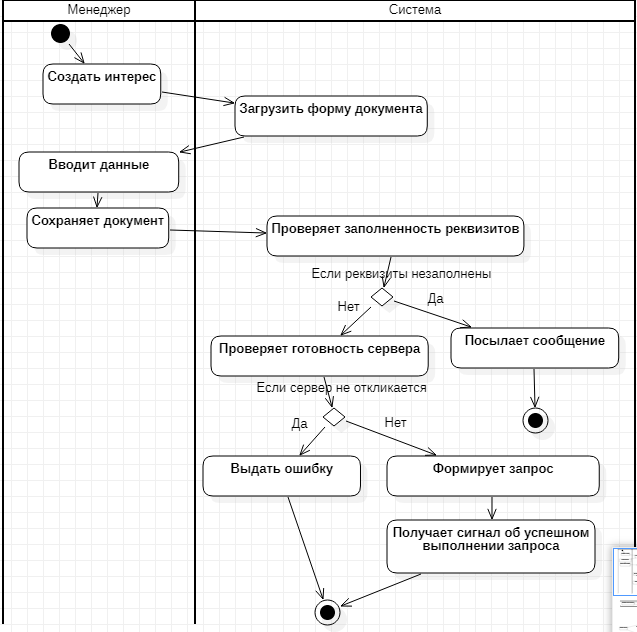 Менеджер
Система
Создать интерес
Загрузить форму документа
Вводит данные
Сохраняет документ
Проверяет заполненность реквизитов
Если реквизиты незаполнены
Нет
Да
Проверяет готовность сервера
Посылает сообщение
Если сервер не откликается
Да
Нет
Выдать ошибку
Формирует запрос
Получает сигнал об успешном
выполнении запроса